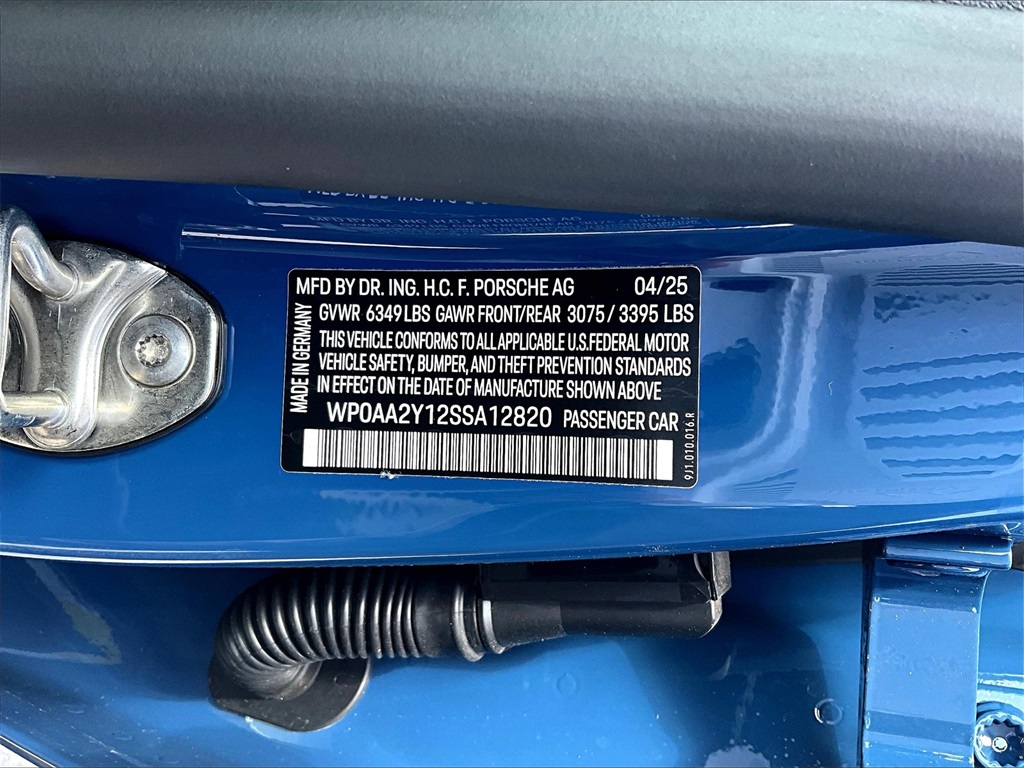 MFD BY DR. ING. H.C. F. PORSCHE AG 04/25
GVWR 6349 LBS GAWR FRONT/REAR 3075 / 3395 LBS
THIS VEHICLE CONFORMS TO ALL APPLICABLE U.S. FEDERAL MOTOR
VEHICLE SAFETY, BUMPER, AND THEFT PREVENTION STANDARDS
IN EFFECT ON THE DATE OF MANUFACTURE SHOWN ABOVE
WP0AA2Y12SSA12820 PASSENGER CAR
MADE IN GERMANY
9J1.010.016.R